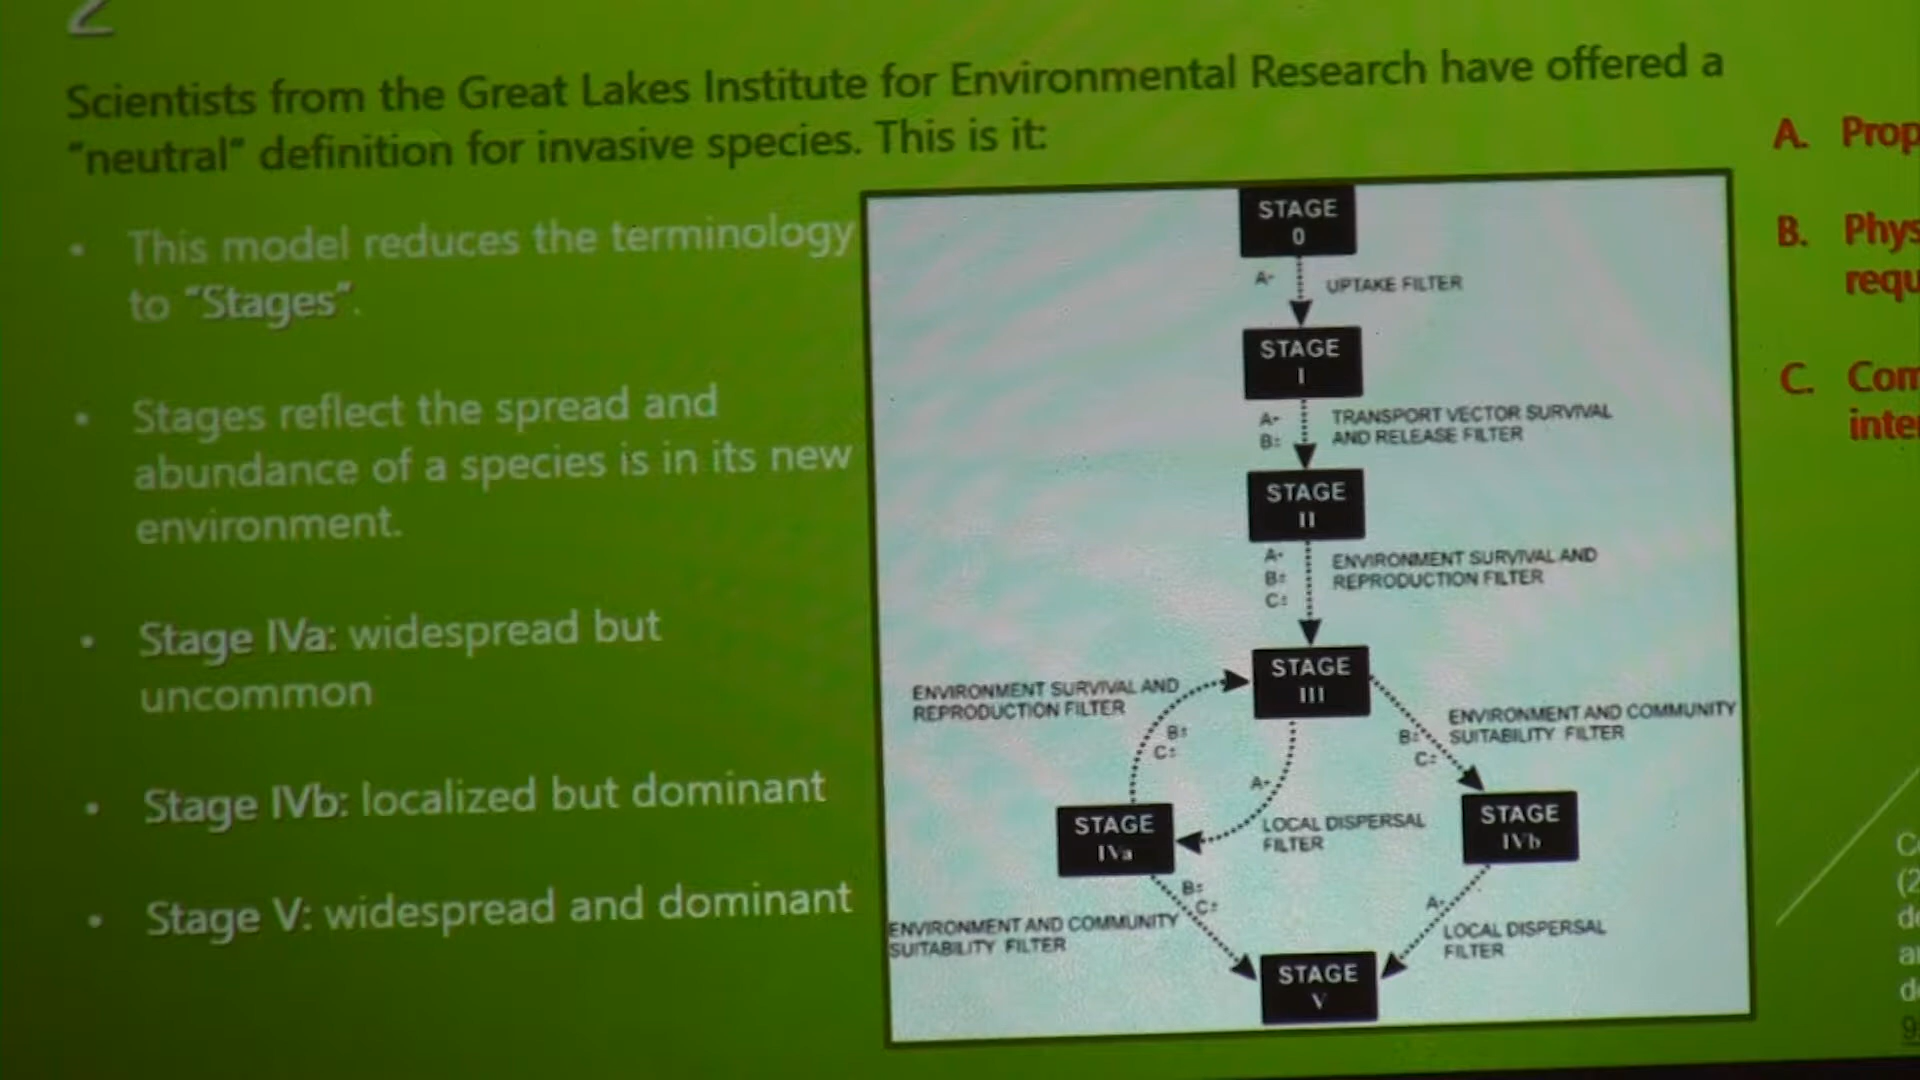 2
Scientists from the Great Lakes Institute for Environmental Research have offered a
"neutral" definition for invasive species. This is it:
• This model reduces the terminology
to "Stages".
• Stages reflect the spread and
abundance of a species is in its new
environment.
• Stage IVa: widespread but
uncommon
• Stage IVb: localized but dominant
• Stage V: widespread and dominant
STAGE
0
A-
UPTAKE FILTER
STAGE
I
A-
B±
TRANSPORT VECTOR SURVIVAL
AND RELEASE FILTER
STAGE
II
A-
B±
C±
ENVIRONMENT SURVIVAL AND
REPRODUCTION FILTER
STAGE
III
ENVIRONMENT SURVIVAL AND
REPRODUCTION FILTER
B±
C±
A-
LOCAL DISPERSAL
FILTER
B±
C±
ENVIRONMENT AND COMMUNITY
SUITABILITY FILTER
STAGE
IVa
STAGE
IVb
B±
C±
ENVIRONMENT AND COMMUNITY
SUITABILITY FILTER
A-
LOCAL DISPERSAL
FILTER
STAGE
V
A.
B.
C.